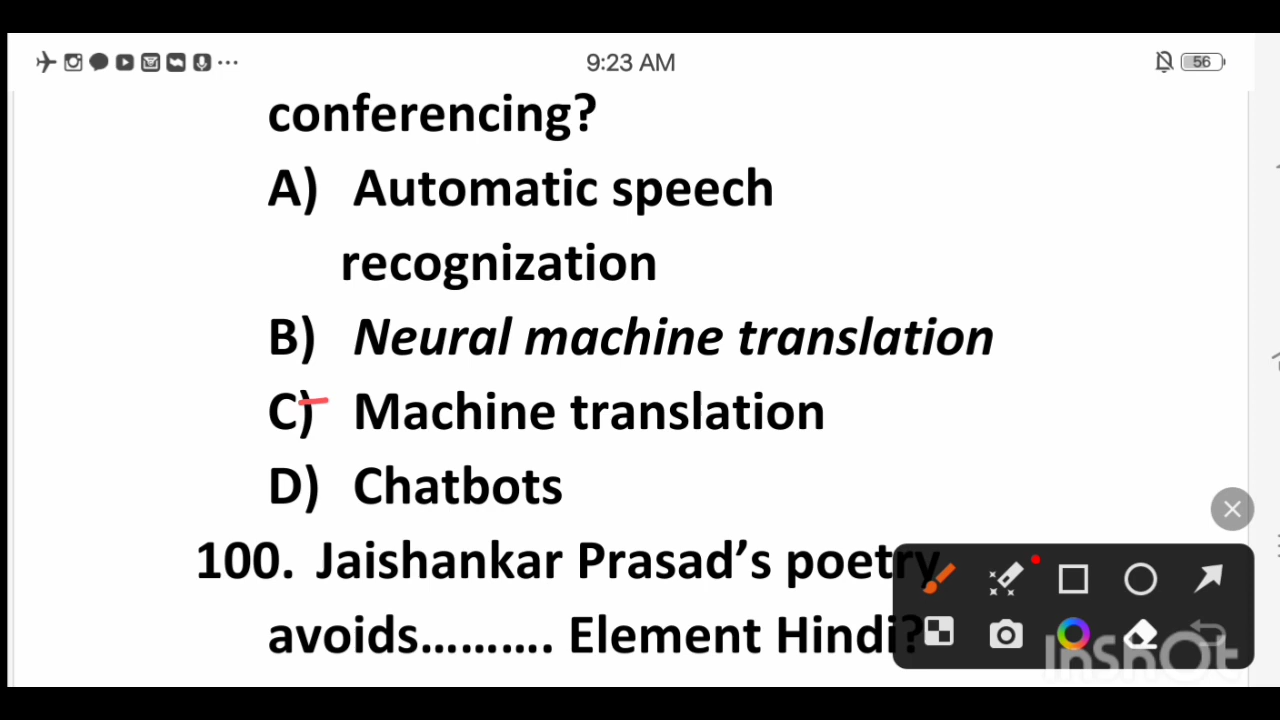 9:23 AM
56
conferencing?
A) Automatic speech
recognization
B) Neural machine translation
C) Machine translation
D) Chatbots
100. Jaishankar Prasad’s poetry
avoids.......... Element Hindi?
InShOt